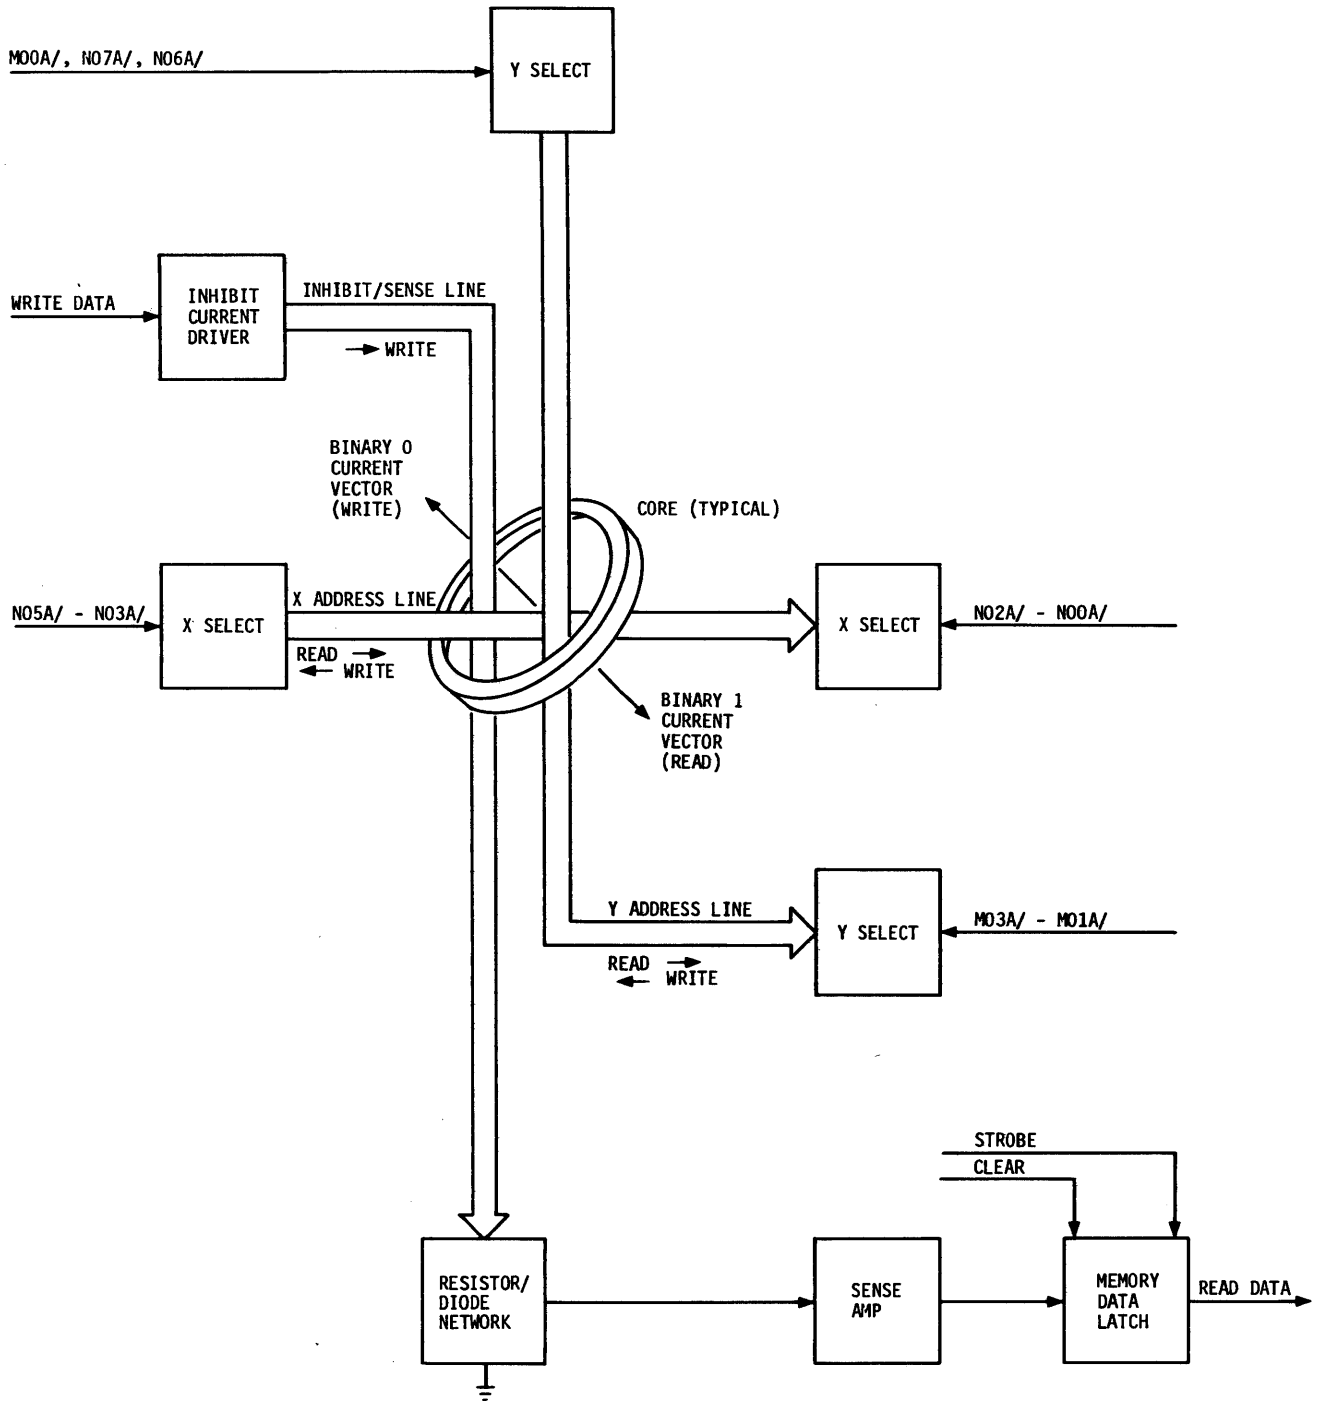 M00A/, N07A/, N06A/
Y SELECT
WRITE DATA
INHIBIT
CURRENT
DRIVER
INHIBIT/SENSE LINE
WRITE
BINARY 0
CURRENT
VECTOR
(WRITE)
CORE (TYPICAL)
N05A/ - N03A/
X SELECT
X ADDRESS LINE
READ
WRITE
X SELECT
N02A/ - N00A/
BINARY 1
CURRENT
VECTOR
(READ)
Y ADDRESS LINE
READ
WRITE
Y SELECT
M03A/ - M01A/
STROBE
CLEAR
RESISTOR/
DIODE
NETWORK
SENSE
AMP
MEMORY
DATA
LATCH
READ DATA